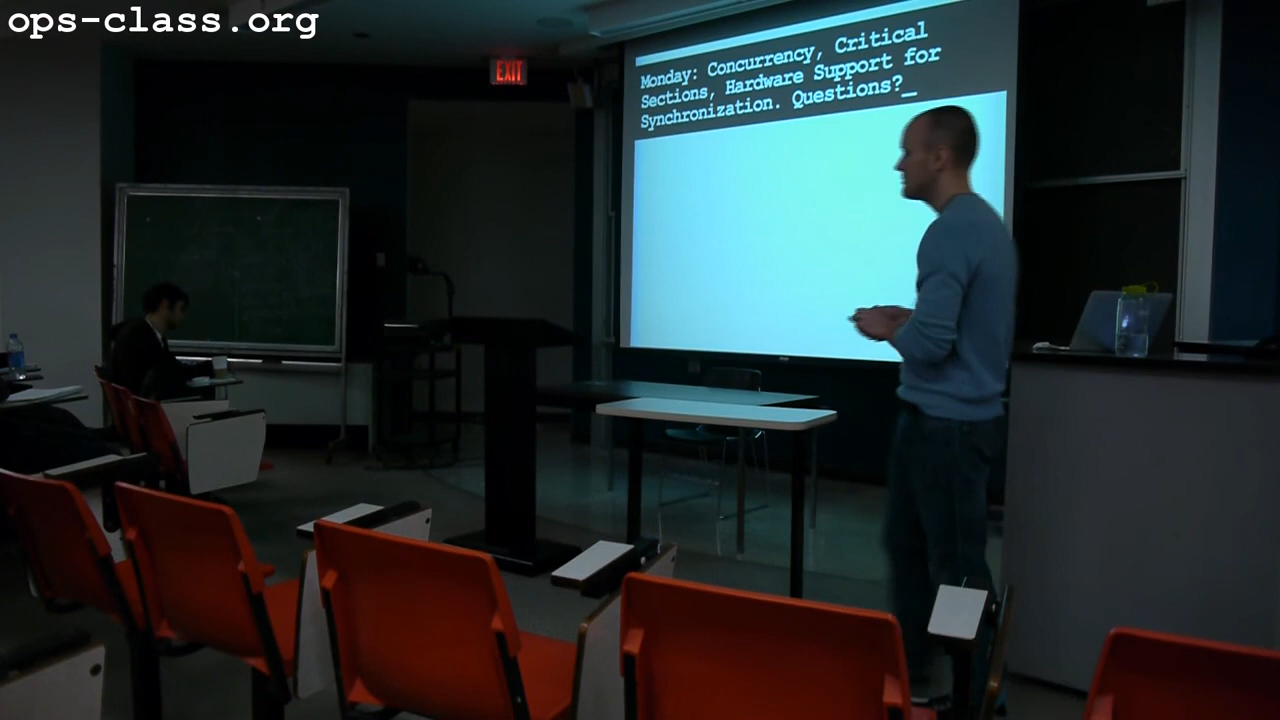 ops-class.org
EXIT
Monday: Concurrency, Critical
Sections, Hardware Support for
Synchronization. Questions?_